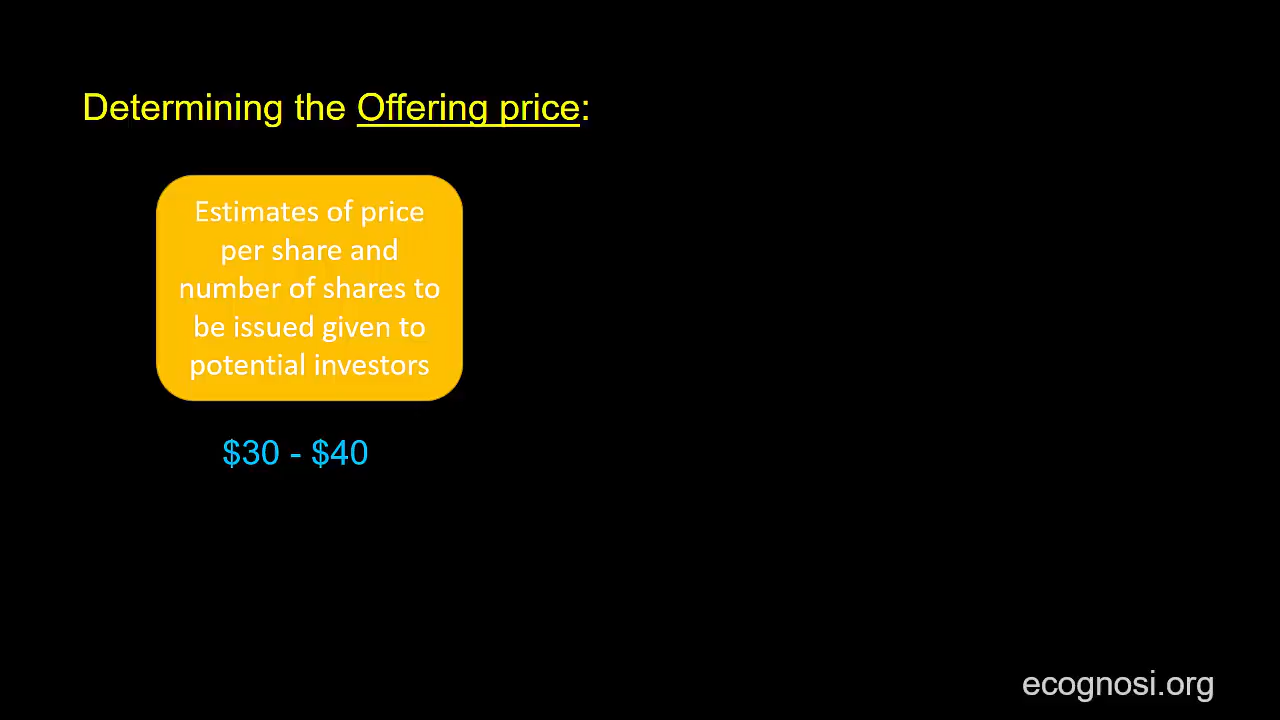 Determining the Offering price:
Estimates of price
per share and
number of shares to
be issued given to
potential investors
$30 - $40
ecognosi.org